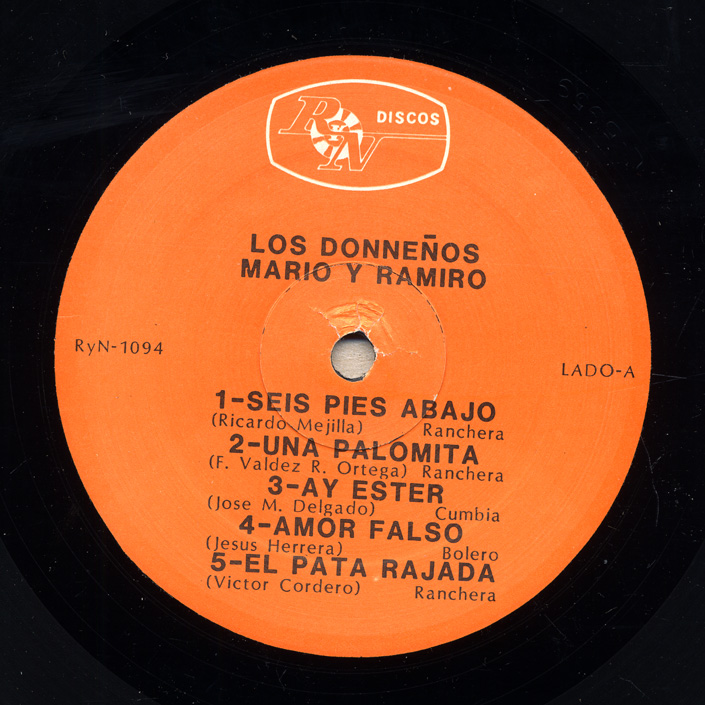 RyN DISCOS
LOS DONNEÑOS
MARIO Y RAMIRO
RyN-1094
LADO-A
1-SEIS PIES ABAJO
(Ricardo Mejilla) Ranchera
2-UNA PALOMITA
(F. Valdez R. Ortega) Ranchera
3-AY ESTER
(Jose M. Delgado) Cumbia
4-AMOR FALSO
(Jesus Herrera) Bolero
5-EL PATA RAJADA
(Victor Cordero) Ranchera